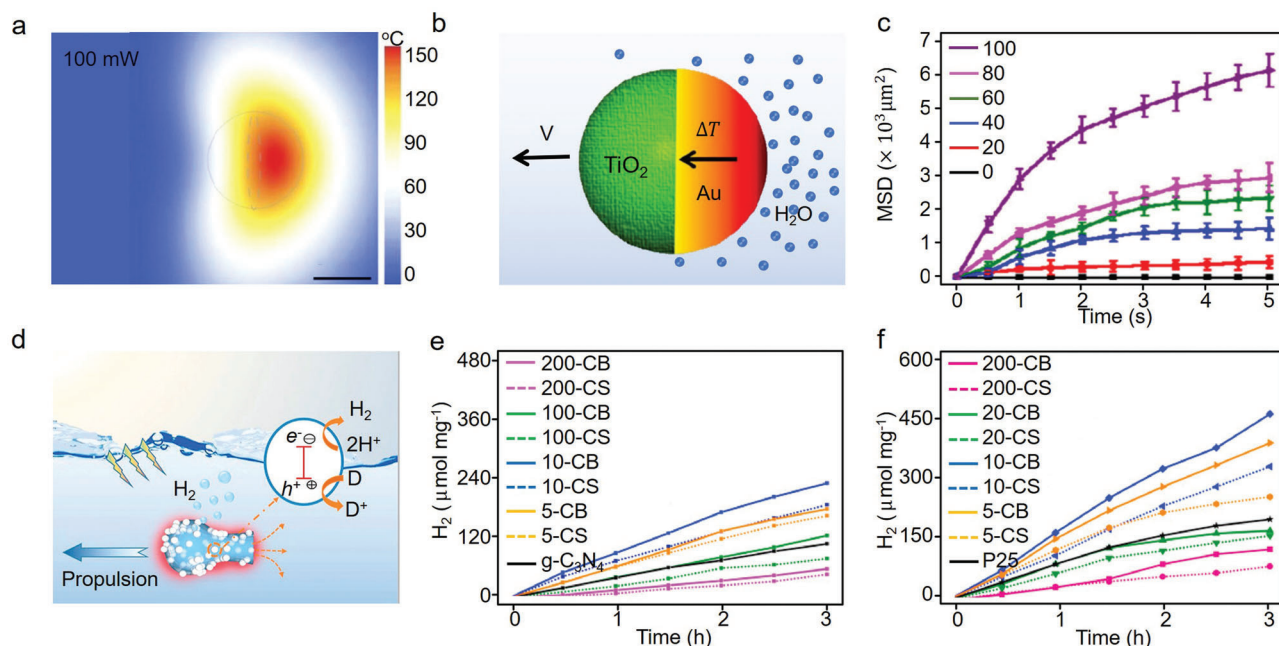 a
100 mW
°C
150
120
90
60
30
0
b
V
TiO₂
ΔT
Au
H₂O
c
MSD (× 10³ μm²)
7
6
5
4
3
2
1
0
100
80
60
40
20
0
0 1 2 3 4 5
Time (s)
d
H₂
e⁻ ⊖
2H⁺
H₂
h⁺ ⊕
D
D⁺
Propulsion
e
H₂ (μmol mg⁻¹)
480
360
240
120
0
200-CB
200-CS
100-CB
100-CS
10-CB
10-CS
5-CB
5-CS
g-C₃N₄
0 1 2 3
Time (h)
f
H₂ (μmol mg⁻¹)
600
450
300
150
0
200-CB
200-CS
20-CB
20-CS
10-CB
10-CS
5-CB
5-CS
P25
0 1 2 3
Time (h)